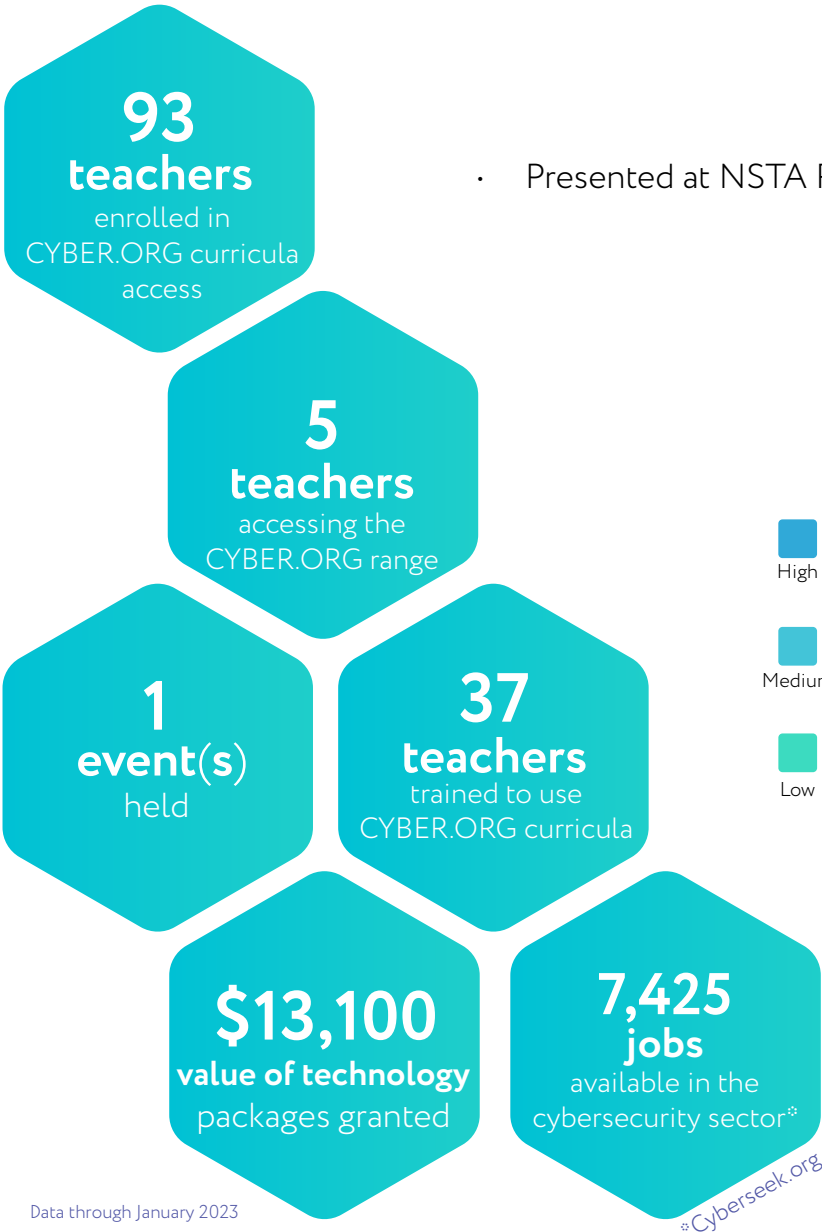 93
teachers
enrolled in
CYBER.ORG curricula
access
• Presented at NSTA
5
teachers
accessing the
CYBER.ORG range
High
Medium
Low
1
event(s)
held
37
teachers
trained to use
CYBER.ORG curricula
$13,100
value of technology
packages granted
7,425
jobs
available in the
cybersecurity sector*
*Cyberseek.org
Data through January 2023